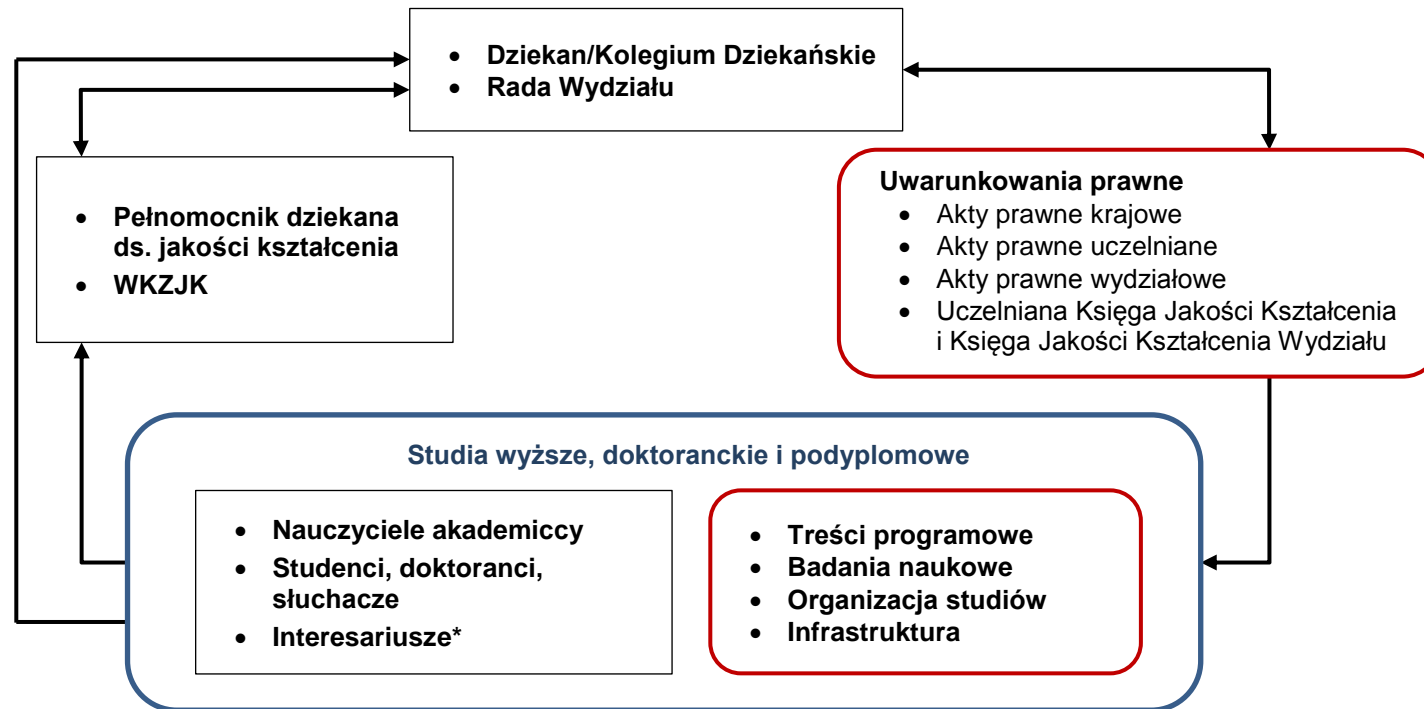 • Dziekan/Kolegium Dziekańskie
• Rada Wydziału
• Pełnomocnik dziekana
ds. jakości kształcenia
• WKZJK
Uwarunkowania prawne
• Akty prawne krajowe
• Akty prawne uczelniane
• Akty prawne wydziałowe
• Uczelniana Księga Jakości Kształcenia
i Księga Jakości Kształcenia Wydziału
Studia wyższe, doktoranckie i podyplomowe
• Nauczyciele akademiccy
• Studenci, doktoranci,
słuchacze
• Interesariusze*
• Treści programowe
• Badania naukowe
• Organizacja studiów
• Infrastruktura